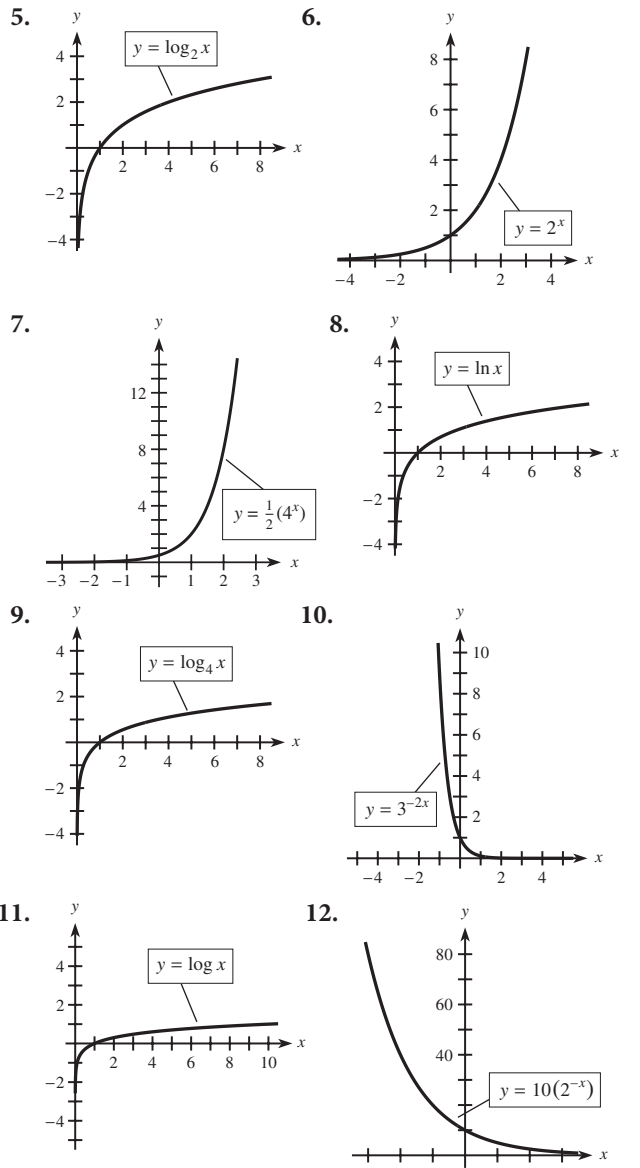 5.
y
4
2
−2
−4
y = log₂ x
2 4 6 8
x
6.
y
8
6
4
2
y = 2ˣ
−4 −2 2 4
x
7.
y
12
8
4
y = ½(4ˣ)
−3 −2 −1 1 2 3
x
8.
y
4
2
−2
−4
y = ln x
2 4 6 8
x
9.
y
4
2
−2
−4
y = log₄ x
2 4 6 8
x
10.
y
10
8
6
4
2
y = 3⁻²ˣ
−4 −2 2 4
x
11.
y
4
2
−2
−4
y = log x
2 4 6 8 10
x
12.
y
80
60
40
y = 10(2⁻ˣ)
x